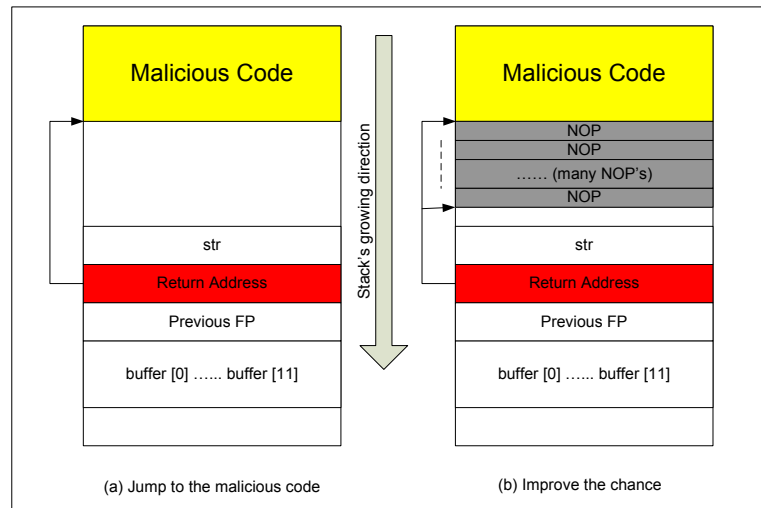 Malicious Code
str
Return Address
Previous FP
buffer [0] …... buffer [11]
(a) Jump to the malicious code
Stack's growing direction
Malicious Code
NOP
NOP
…... (many NOP's)
NOP
str
Return Address
Previous FP
buffer [0] …... buffer [11]
(b) Improve the chance